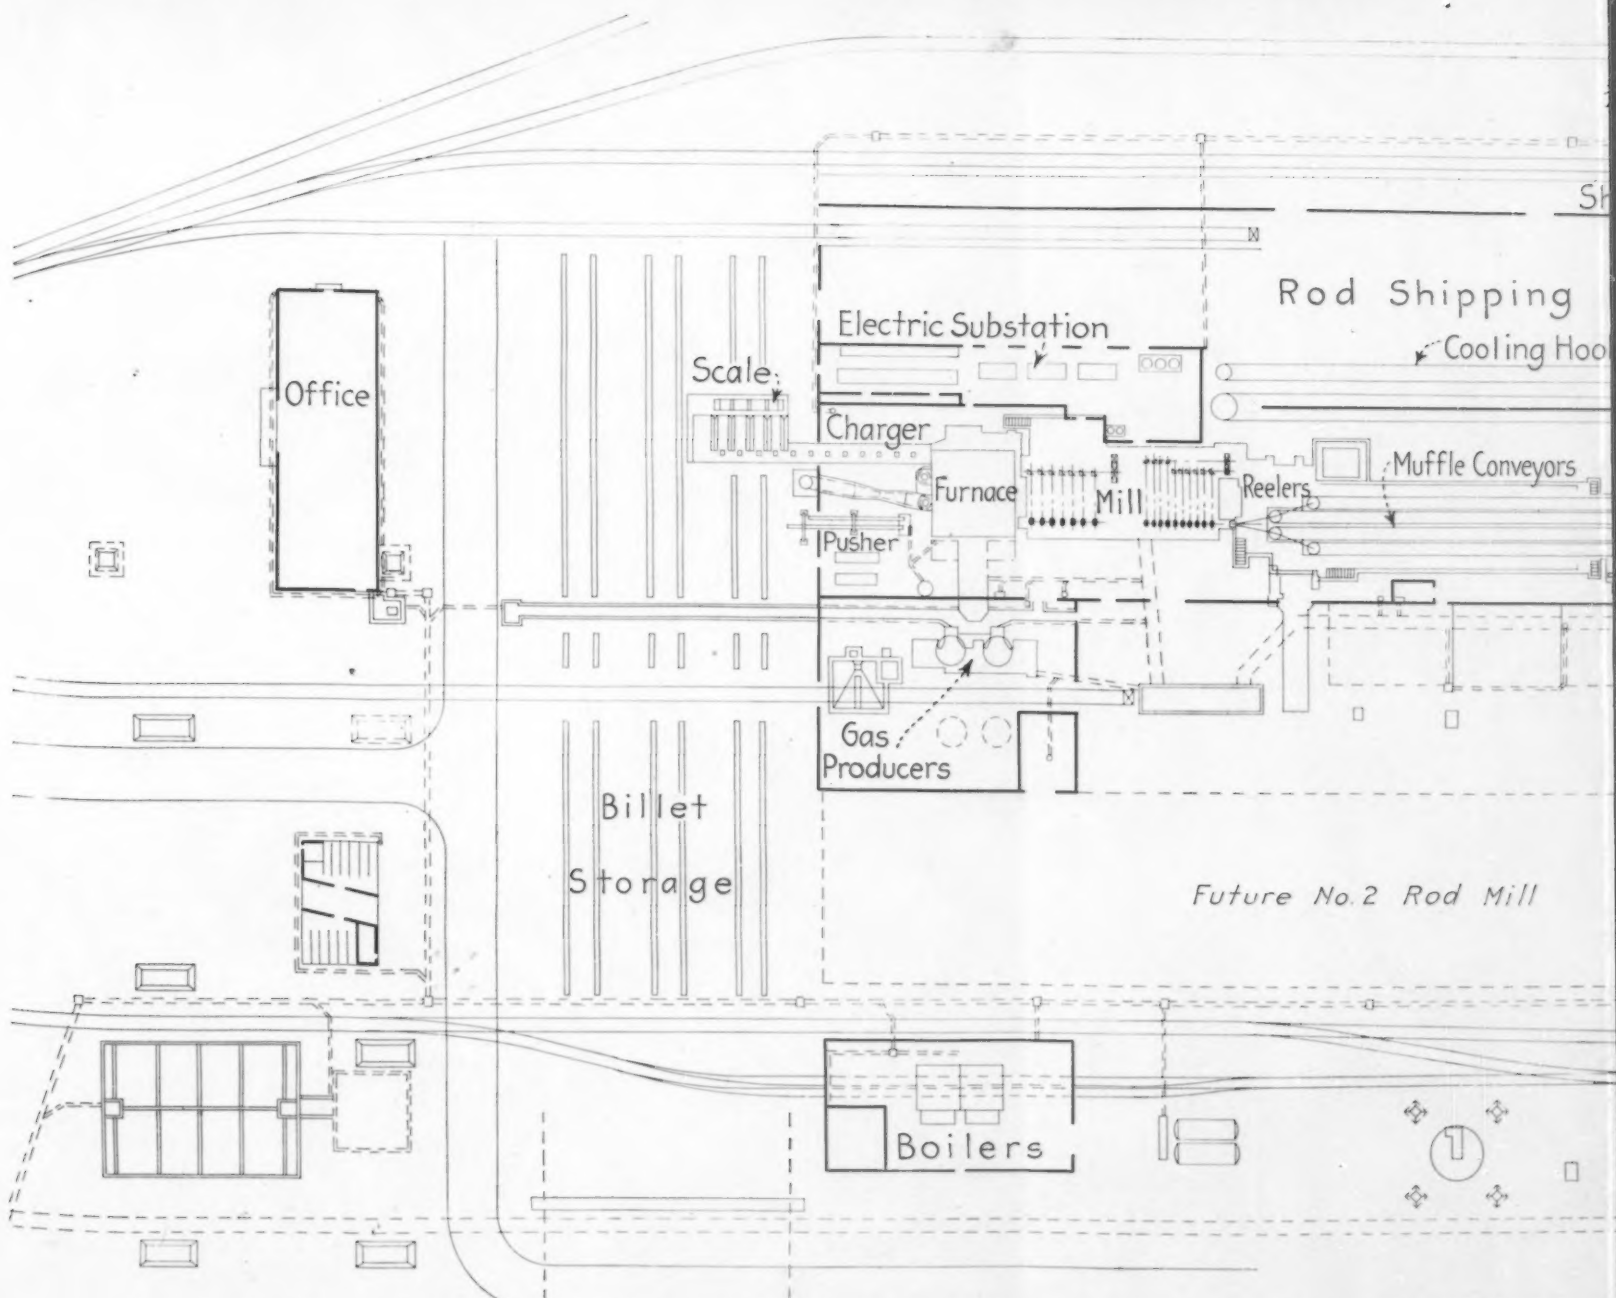 Rod Shipping
Electric Substation
Cooling Hoo
Scale
Office
Charger
Muffle Conveyors
Furnace
Mill
Reelers
Pusher
Gas
Producers
Billet
Storage
Future No. 2 Rod Mill
Boilers